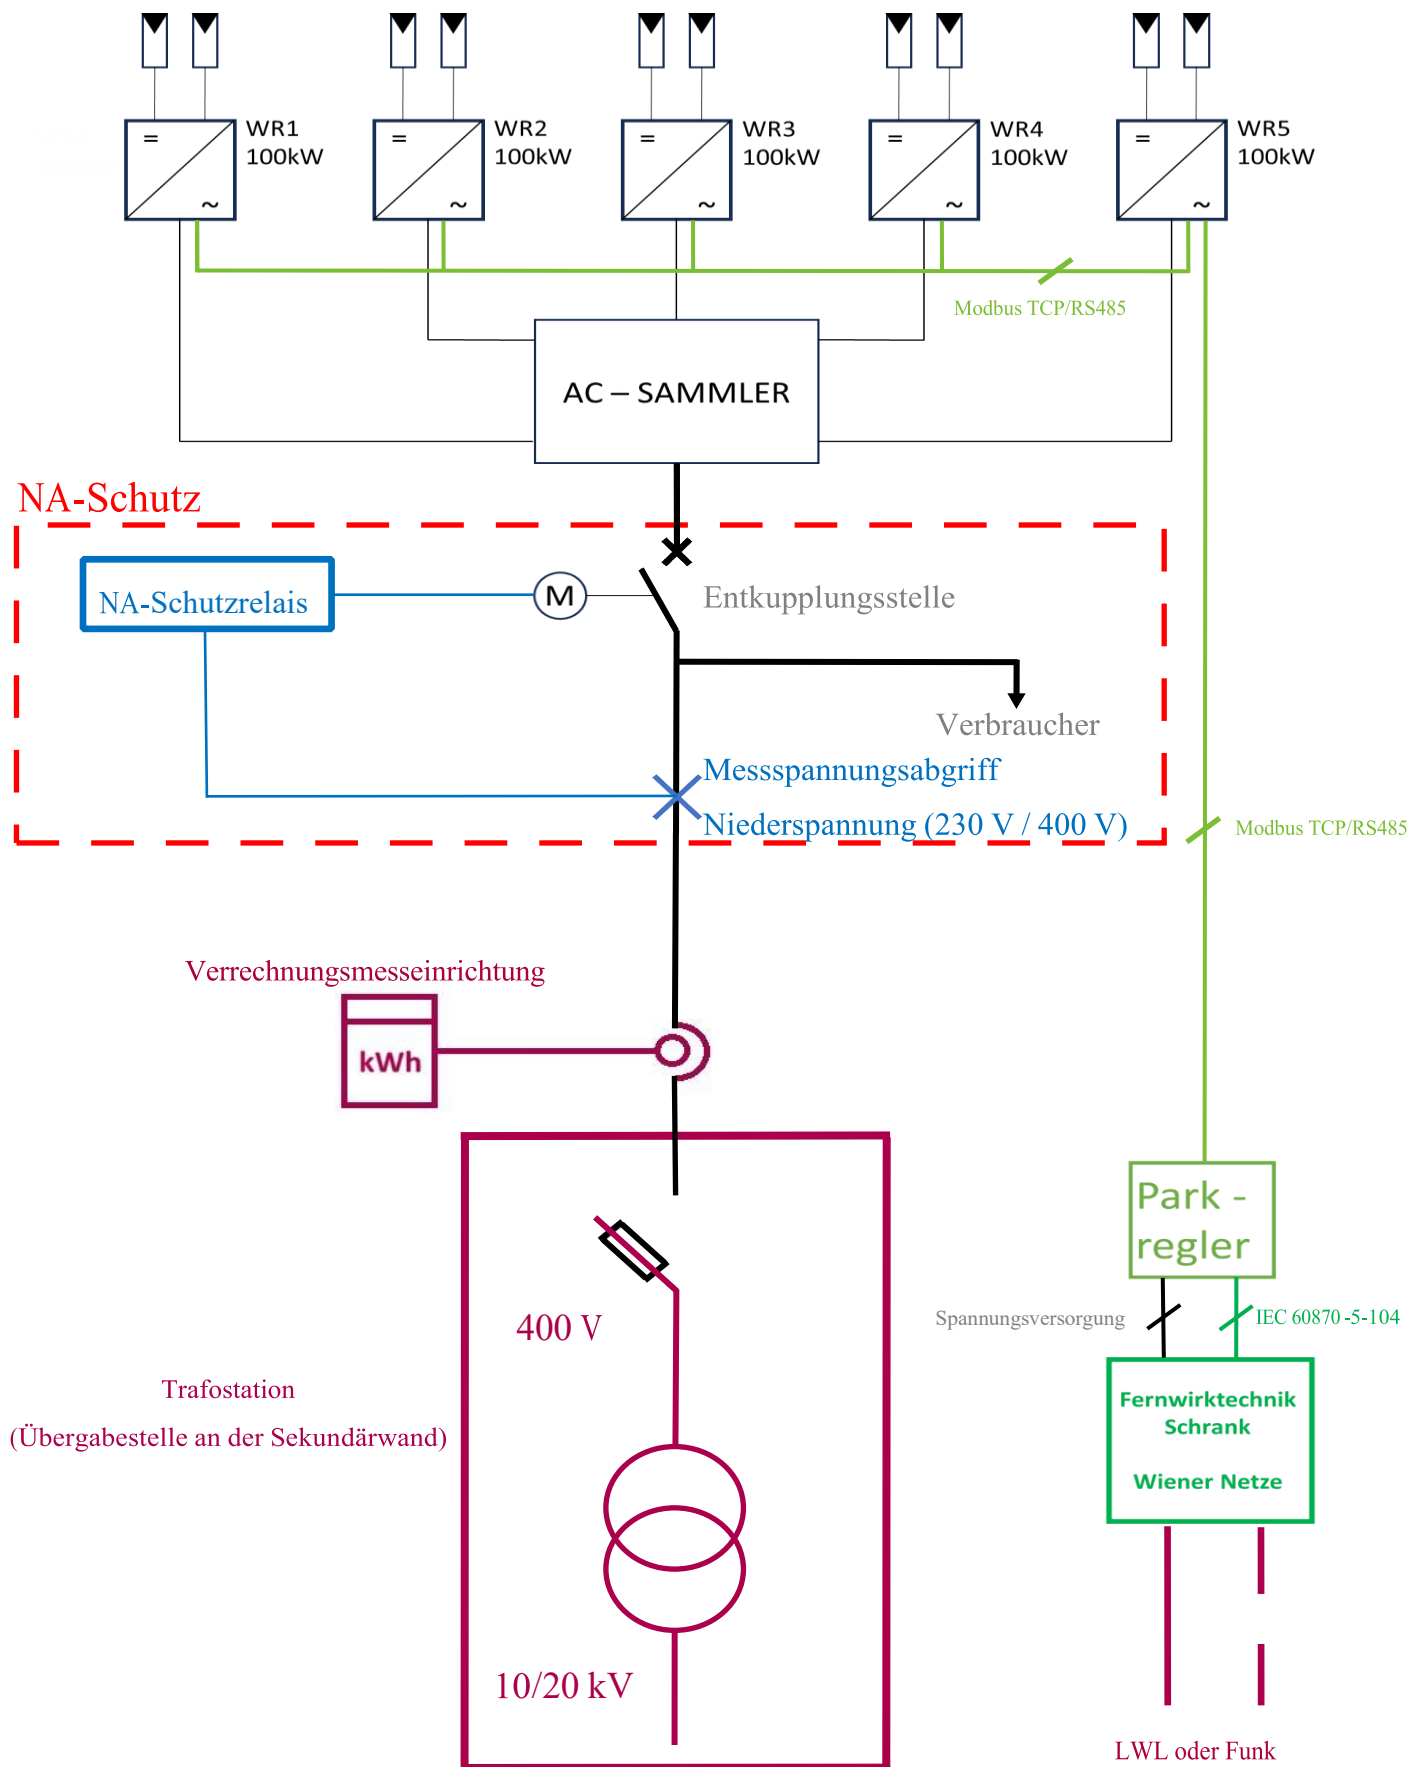 = ~ WR1
100kW
= ~ WR2
100kW
= ~ WR3
100kW
= ~ WR4
100kW
= ~ WR5
100kW
Modbus TCP/RS485
AC – SAMMLER
NA-Schutz
NA-Schutzrelais
M
Entkupplungsstelle
Verbraucher
Messspannungsabgriff
Niederspannung (230 V / 400 V)
Modbus TCP/RS485
Verrechnungsmesseinrichtung
kWh
Park -
regler
Spannungsversorgung
IEC 60870 -5-104
400 V
Trafostation
(Übergabestelle an der Sekundärwand)
Fernwirktechnik
Schrank
Wiener Netze
10/20 kV
LWL oder Funk